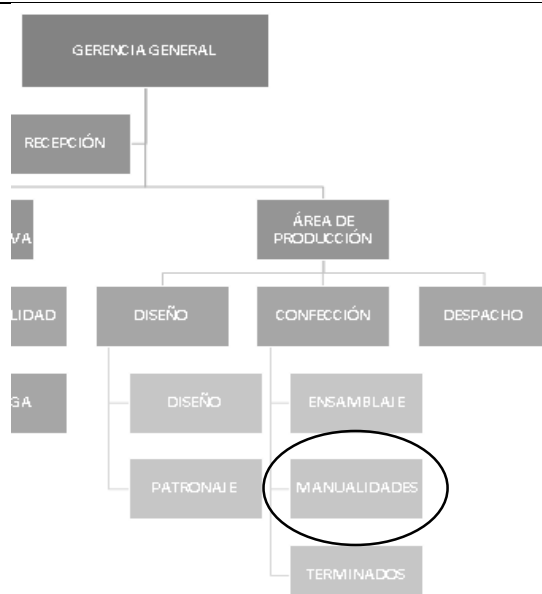 GERENCIA GENERAL
RECEPCIÓN
ÁREA DE
PRODUCCIÓN
VA
LIDAD
DISEÑO
CONFECCIÓN
DESPACHO
GA
DISEÑO
ENSAMBLAJE
PATRONAJE
MANUALIDADES
TERMINADOS